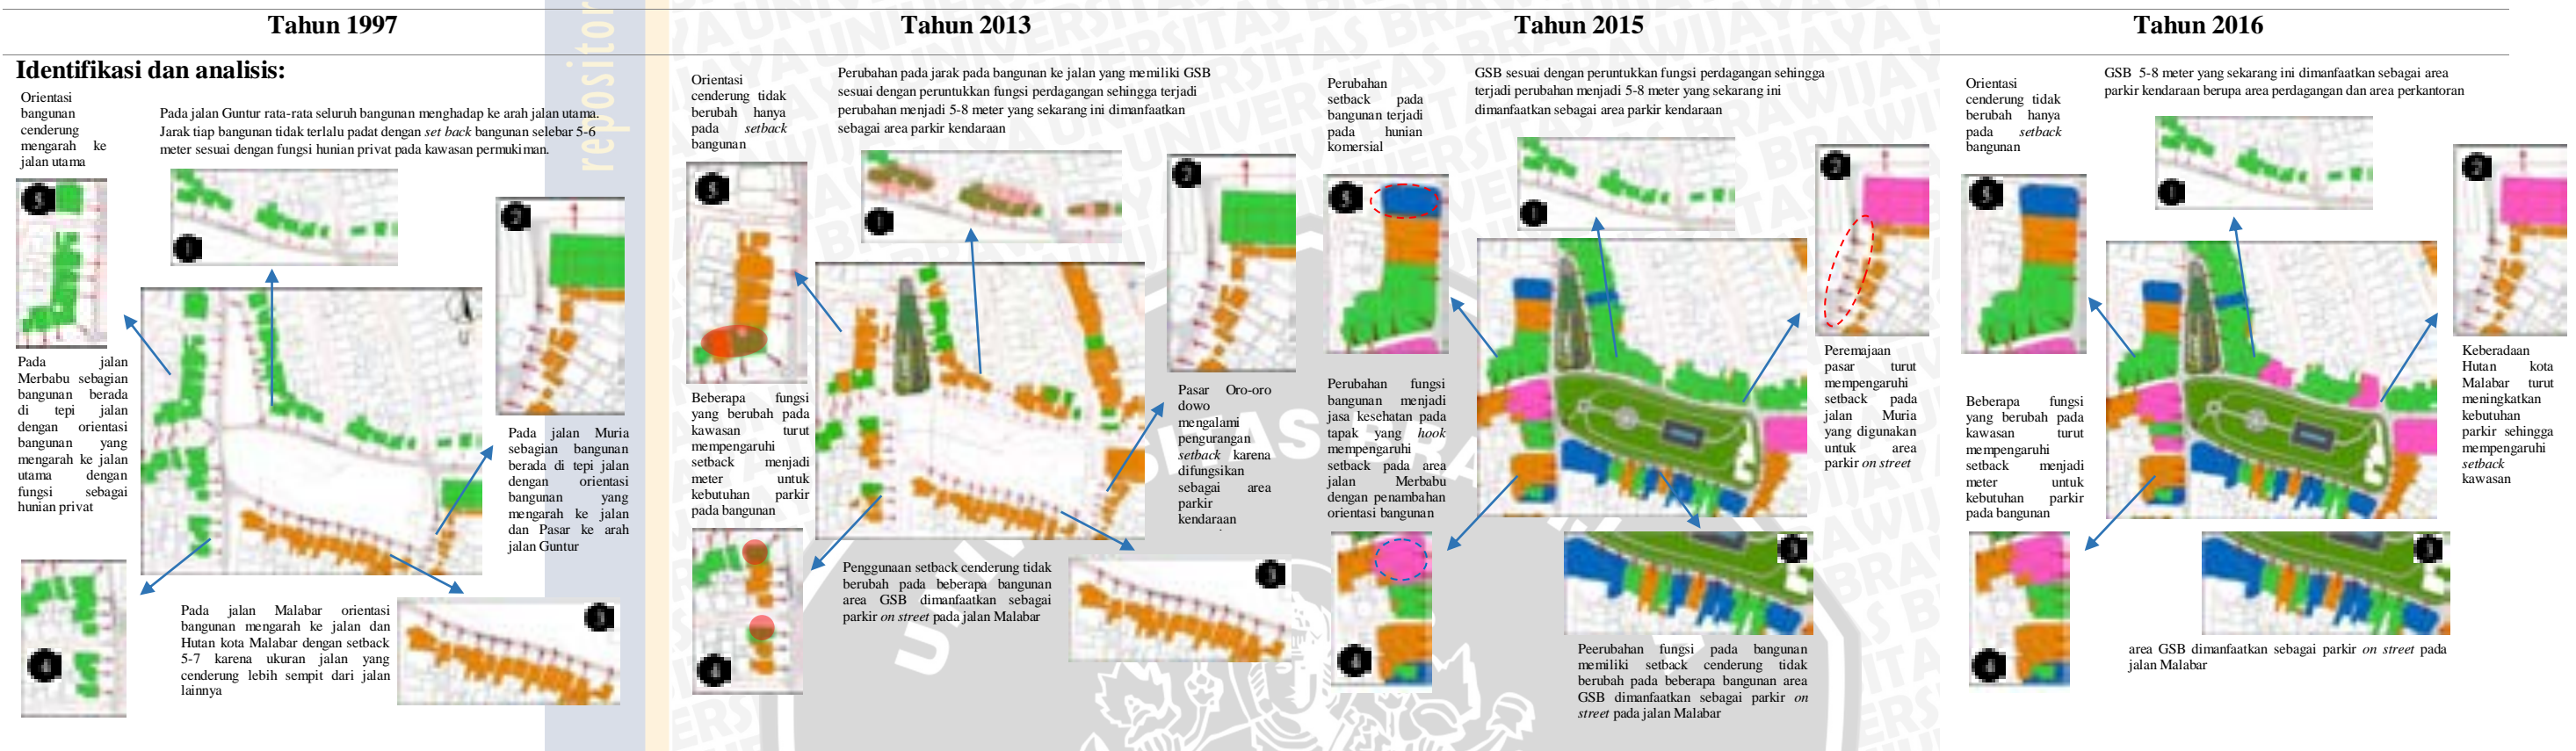 Tahun 1997
Tahun 2013
Tahun 2015
Tahun 2016
Identifikasi dan analisis:
Orientasi
bangunan
cenderung
mengarah ke
jalan utama
Pada jalan Guntur rata-rata seluruh bangunan menghadap ke arah jalan utama.
Jarak tiap bangunan tidak terlalu padat dengan set back bangunan selebar 5-6
meter sesuai dengan fungsi hunian privat pada kawasan permukiman.
Pada jalan
Merbabu sebagian
bangunan berada
di tepi jalan
dengan orientasi
bangunan yang
mengarah ke jalan
utama dengan
fungsi sebagai
hunian privat
Pada jalan Muria
sebagian bangunan
berada di tepi jalan
dengan orientasi
bangunan yang
mengarah ke jalan
dan Pasar ke arah
jalan Guntur
Pada jalan Malabar orientasi
bangunan mengarah ke jalan dan
Hutan kota Malabar dengan setback
5-7 karena ukuran jalan yang
cenderung lebih sempit dari jalan
lainnya
repositor
Orientasi
cenderung tidak
berubah hanya
pada setback
bangunan
Perubahan pada jarak pada bangunan ke jalan yang memiliki GSB
sesuai dengan peruntukkan fungsi perdagangan sehingga terjadi
perubahan menjadi 5-8 meter yang sekarang ini dimanfaatkan
sebagai area parkir kendaraan
Beberapa fungsi
yang berubah pada
kawasan turut
mempengaruhi
setback menjadi
meter untuk
kebutuhan parkir
pada bangunan
Pasar Oro-oro
dowo
mengalami
pengurangan
setback karena
difungsikan
sebagai area
parkir
kendaraan
Penggunaan setback cenderung tidak
berubah pada beberapa bangunan
area GSB dimanfaatkan sebagai
parkir on street pada jalan Malabar
Perubahan
setback pada
bangunan terjadi
pada hunian
komersial
GSB sesuai dengan peruntukkan fungsi perdagangan sehingga
terjadi perubahan menjadi 5-8 meter yang sekarang ini
dimanfaatkan sebagai area parkir kendaraan
Perubahan fungsi
bangunan menjadi
jasa kesehatan pada
tapak yang hook
mempengaruhi
setback pada area
jalan Merbabu
dengan penambahan
orientasi bangunan
Peremajaan
pasar turut
mempengaruhi
setback pada
jalan Muria
yang digunakan
untuk area
parkir on street
Peerubahan fungsi pada bangunan
memiliki setback cenderung tidak
berubah pada beberapa bangunan area
GSB dimanfaatkan sebagai parkir on
street pada jalan Malabar
Orientasi
cenderung tidak
berubah hanya
pada setback
bangunan
GSB 5-8 meter yang sekarang ini dimanfaatkan sebagai area
parkir kendaraan berupa area perdagangan dan area perkantoran
Beberapa fungsi
yang berubah pada
kawasan turut
mempengaruhi
setback menjadi
meter untuk
kebutuhan parkir
pada bangunan
Keberadaan
Hutan kota
Malabar turut
meningkatkan
kebutuhan
parkir sehingga
mempengaruhi
setback
kawasan
area GSB dimanfaatkan sebagai parkir on street pada
jalan Malabar